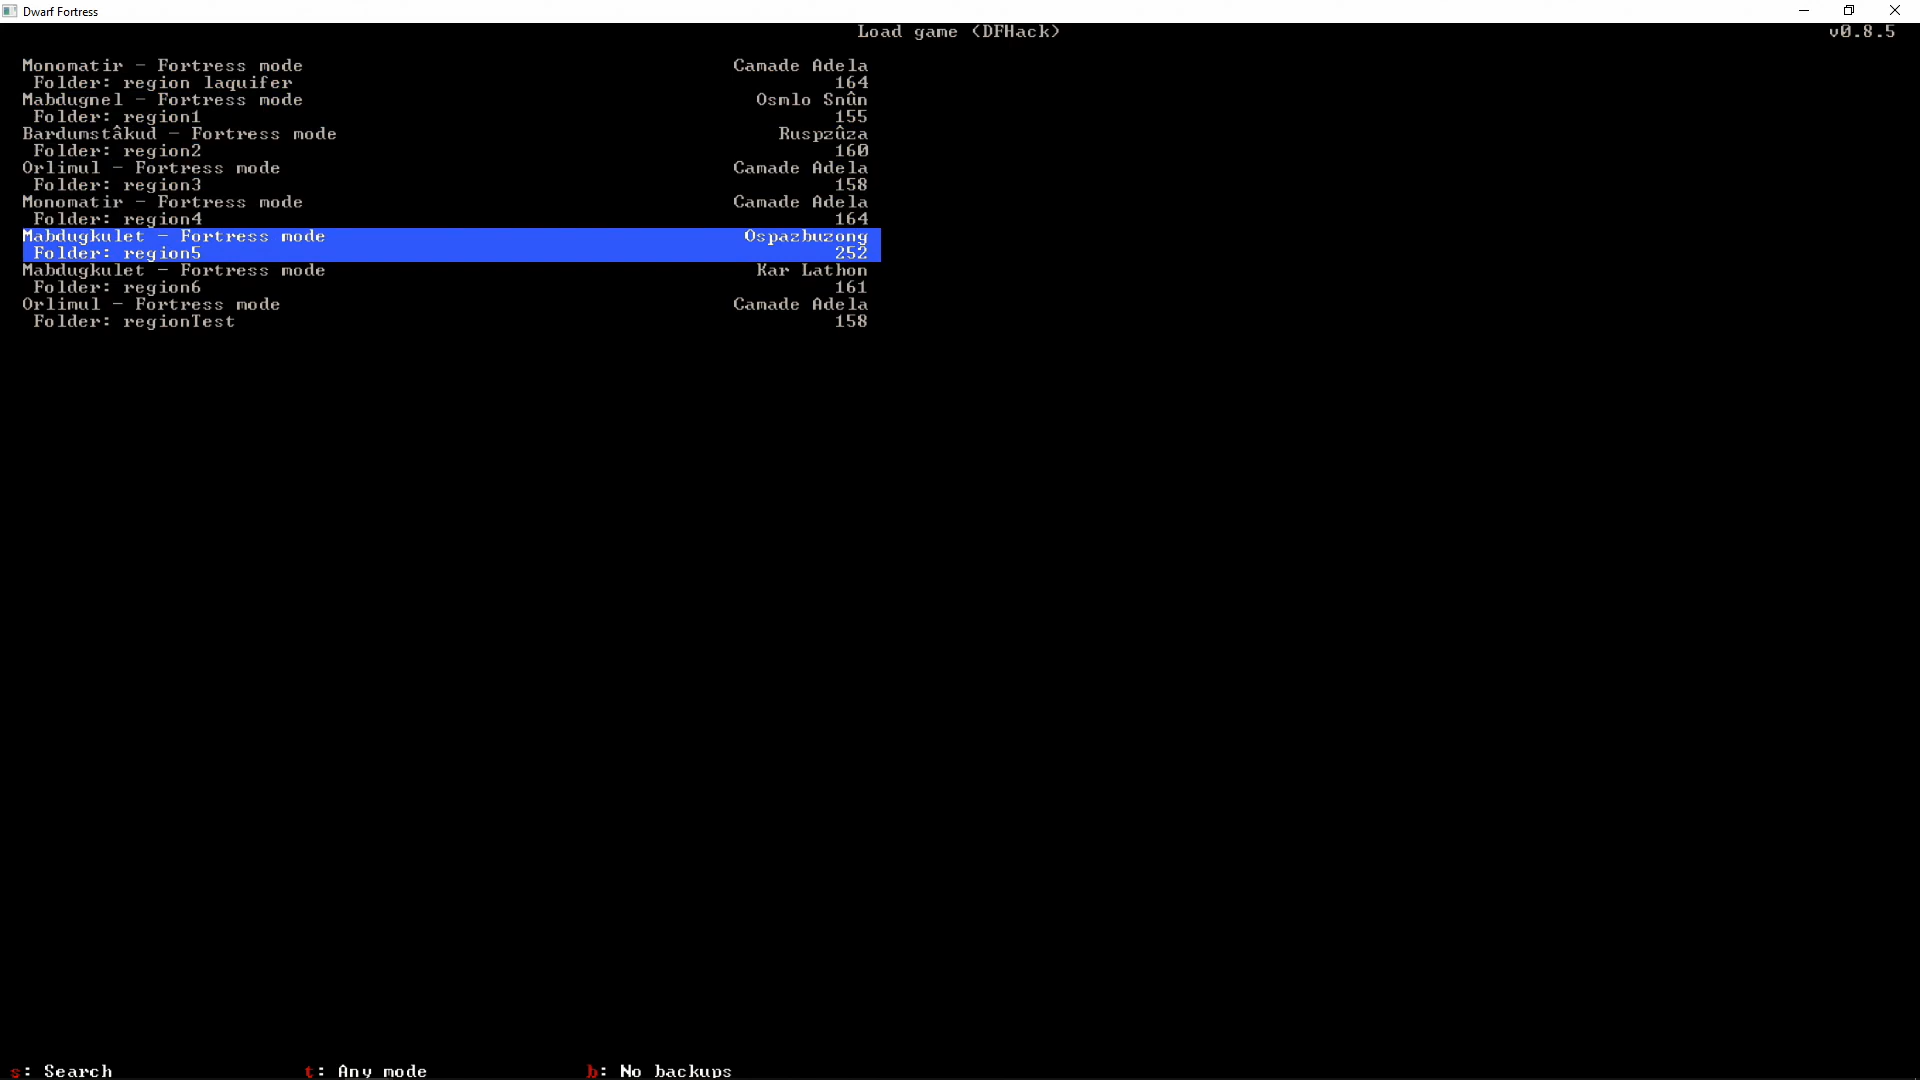 Dwarf Fortress
Load game (DFHack) v0.8.5
Monomatir - Fortress mode Camade Adela
Folder: region laquifer 164
Mabdugnel - Fortress mode Osmlo Snûn
Folder: region1 155
Bardumstâkud - Fortress mode Ruspzûza
Folder: region2 160
Orlimul - Fortress mode Camade Adela
Folder: region3 158
Monomatir - Fortress mode Camade Adela
Folder: region4 164
Mabdugkulet - Fortress mode Ospazbuzong
Folder: region5 252
Mabdugkulet - Fortress mode Kar Lathon
Folder: region6 161
Orlimul - Fortress mode Camade Adela
Folder: regionTest 158
s: Search t: Any mode b: No backups